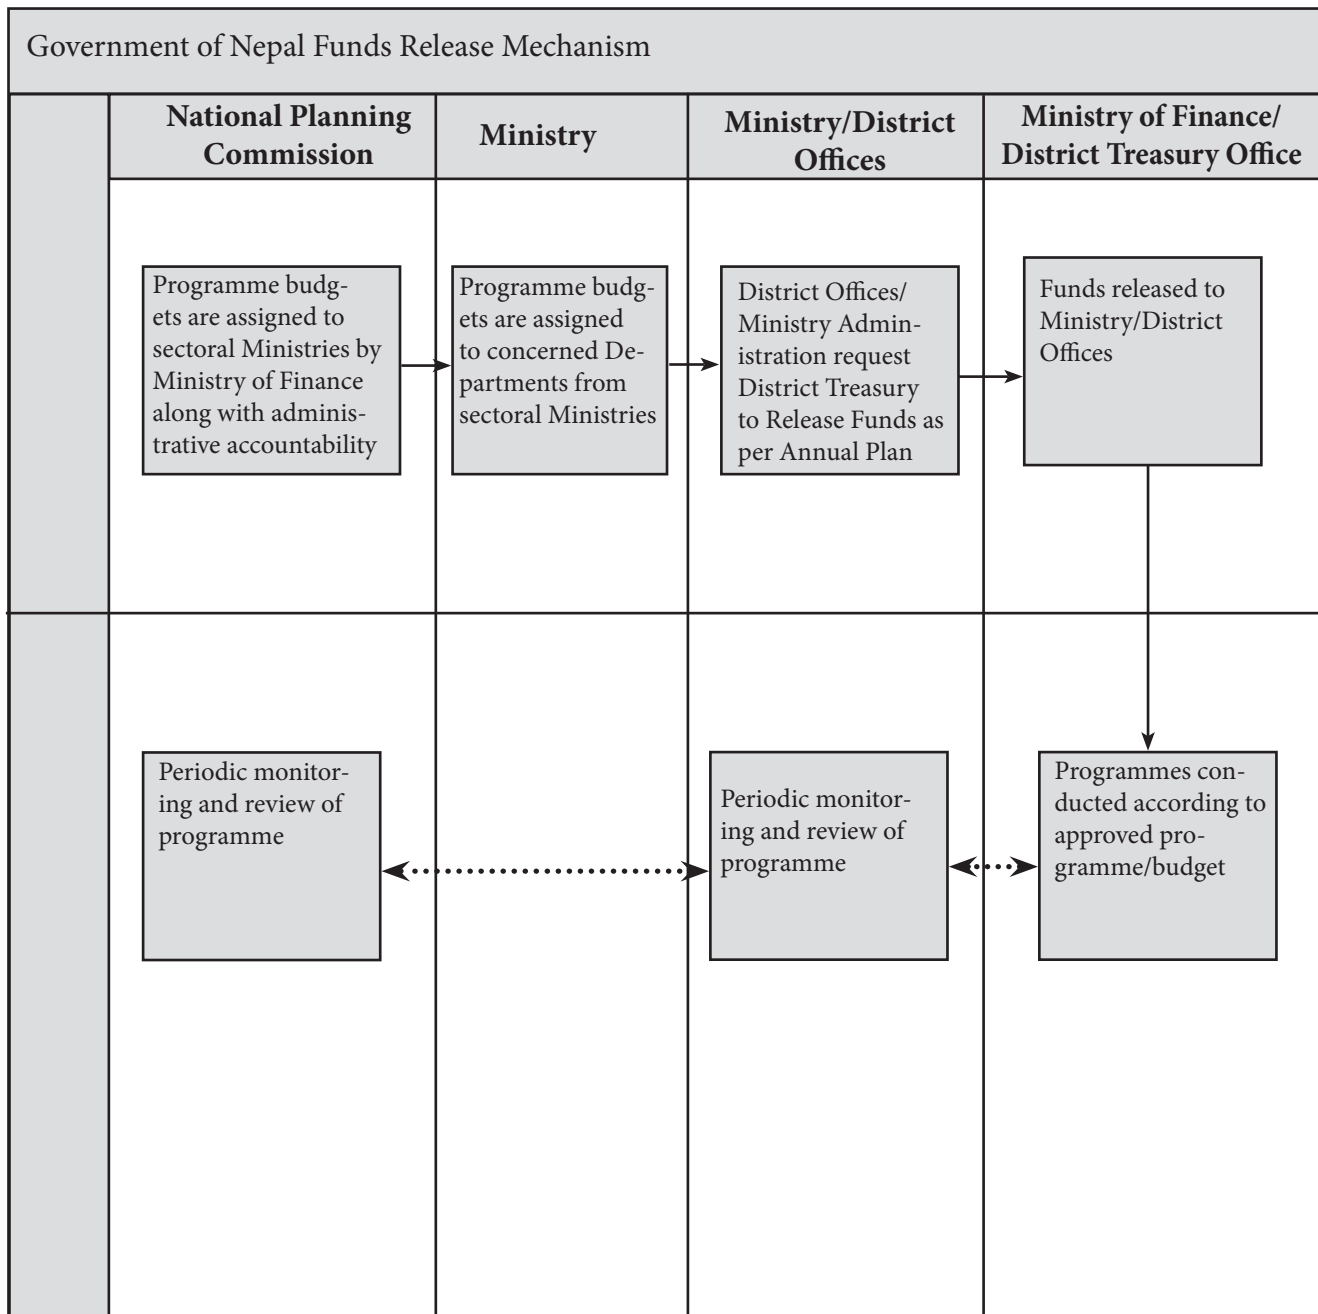 Government of Nepal Funds Release Mechanism
National Planning
Commission
Ministry
Ministry/District
Offices
Ministry of Finance/
District Treasury Office
Programme budg-
ets are assigned to
sectoral Ministries by
Ministry of Finance
along with adminis-
trative accountability
Programme budg-
ets are assigned
to concerned De-
partments from
sectoral Ministries
District Offices/
Ministry Admin-
istration request
District Treasury
to Release Funds as
per Annual Plan
Funds released to
Ministry/District
Offices
Periodic monitor-
ing and review of
programme
Periodic monitor-
ing and review of
programme
Programmes con-
ducted according to
approved pro-
gramme/budget